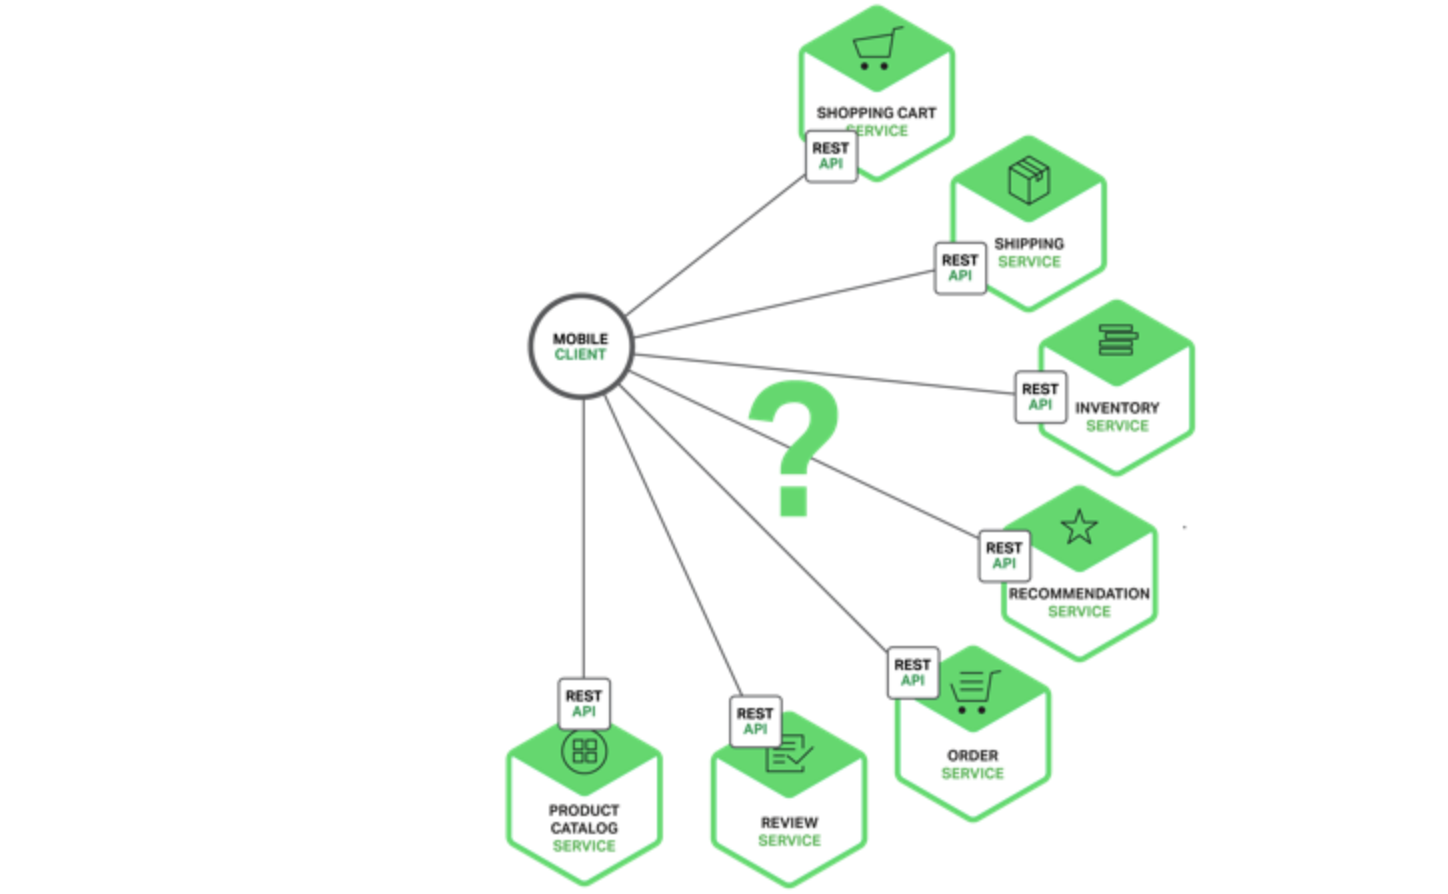 SHOPPING CART
SERVICE
REST
API
SHIPPING
SERVICE
REST
API
MOBILE
CLIENT
REST
API
INVENTORY
SERVICE
?
REST
API
RECOMMENDATION
SERVICE
REST
API
ORDER
SERVICE
REST
API
REVIEW
SERVICE
REST
API
PRODUCT
CATALOG
SERVICE